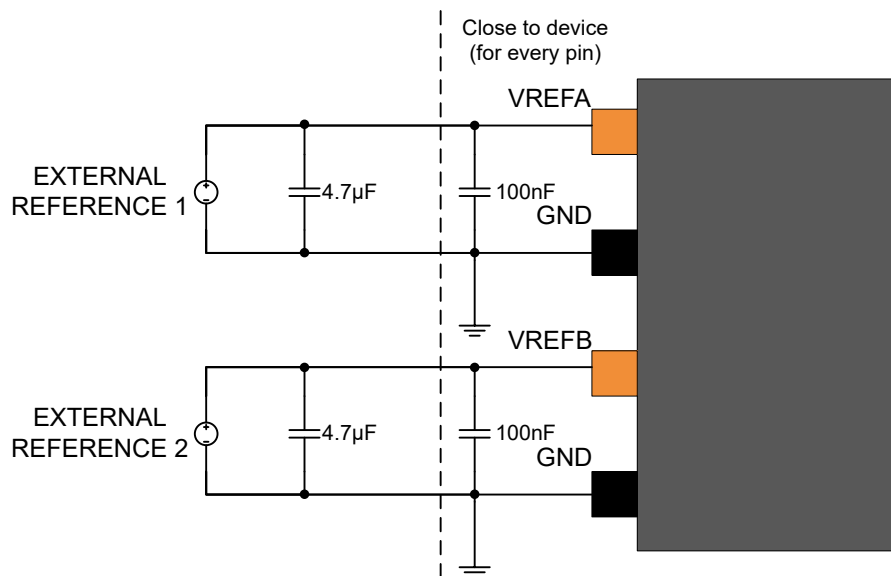 Close to device
(for every pin)
VREFA
EXTERNAL
REFERENCE 1
4.7µF
100nF
GND
VREFB
EXTERNAL
REFERENCE 2
4.7µF
100nF
GND